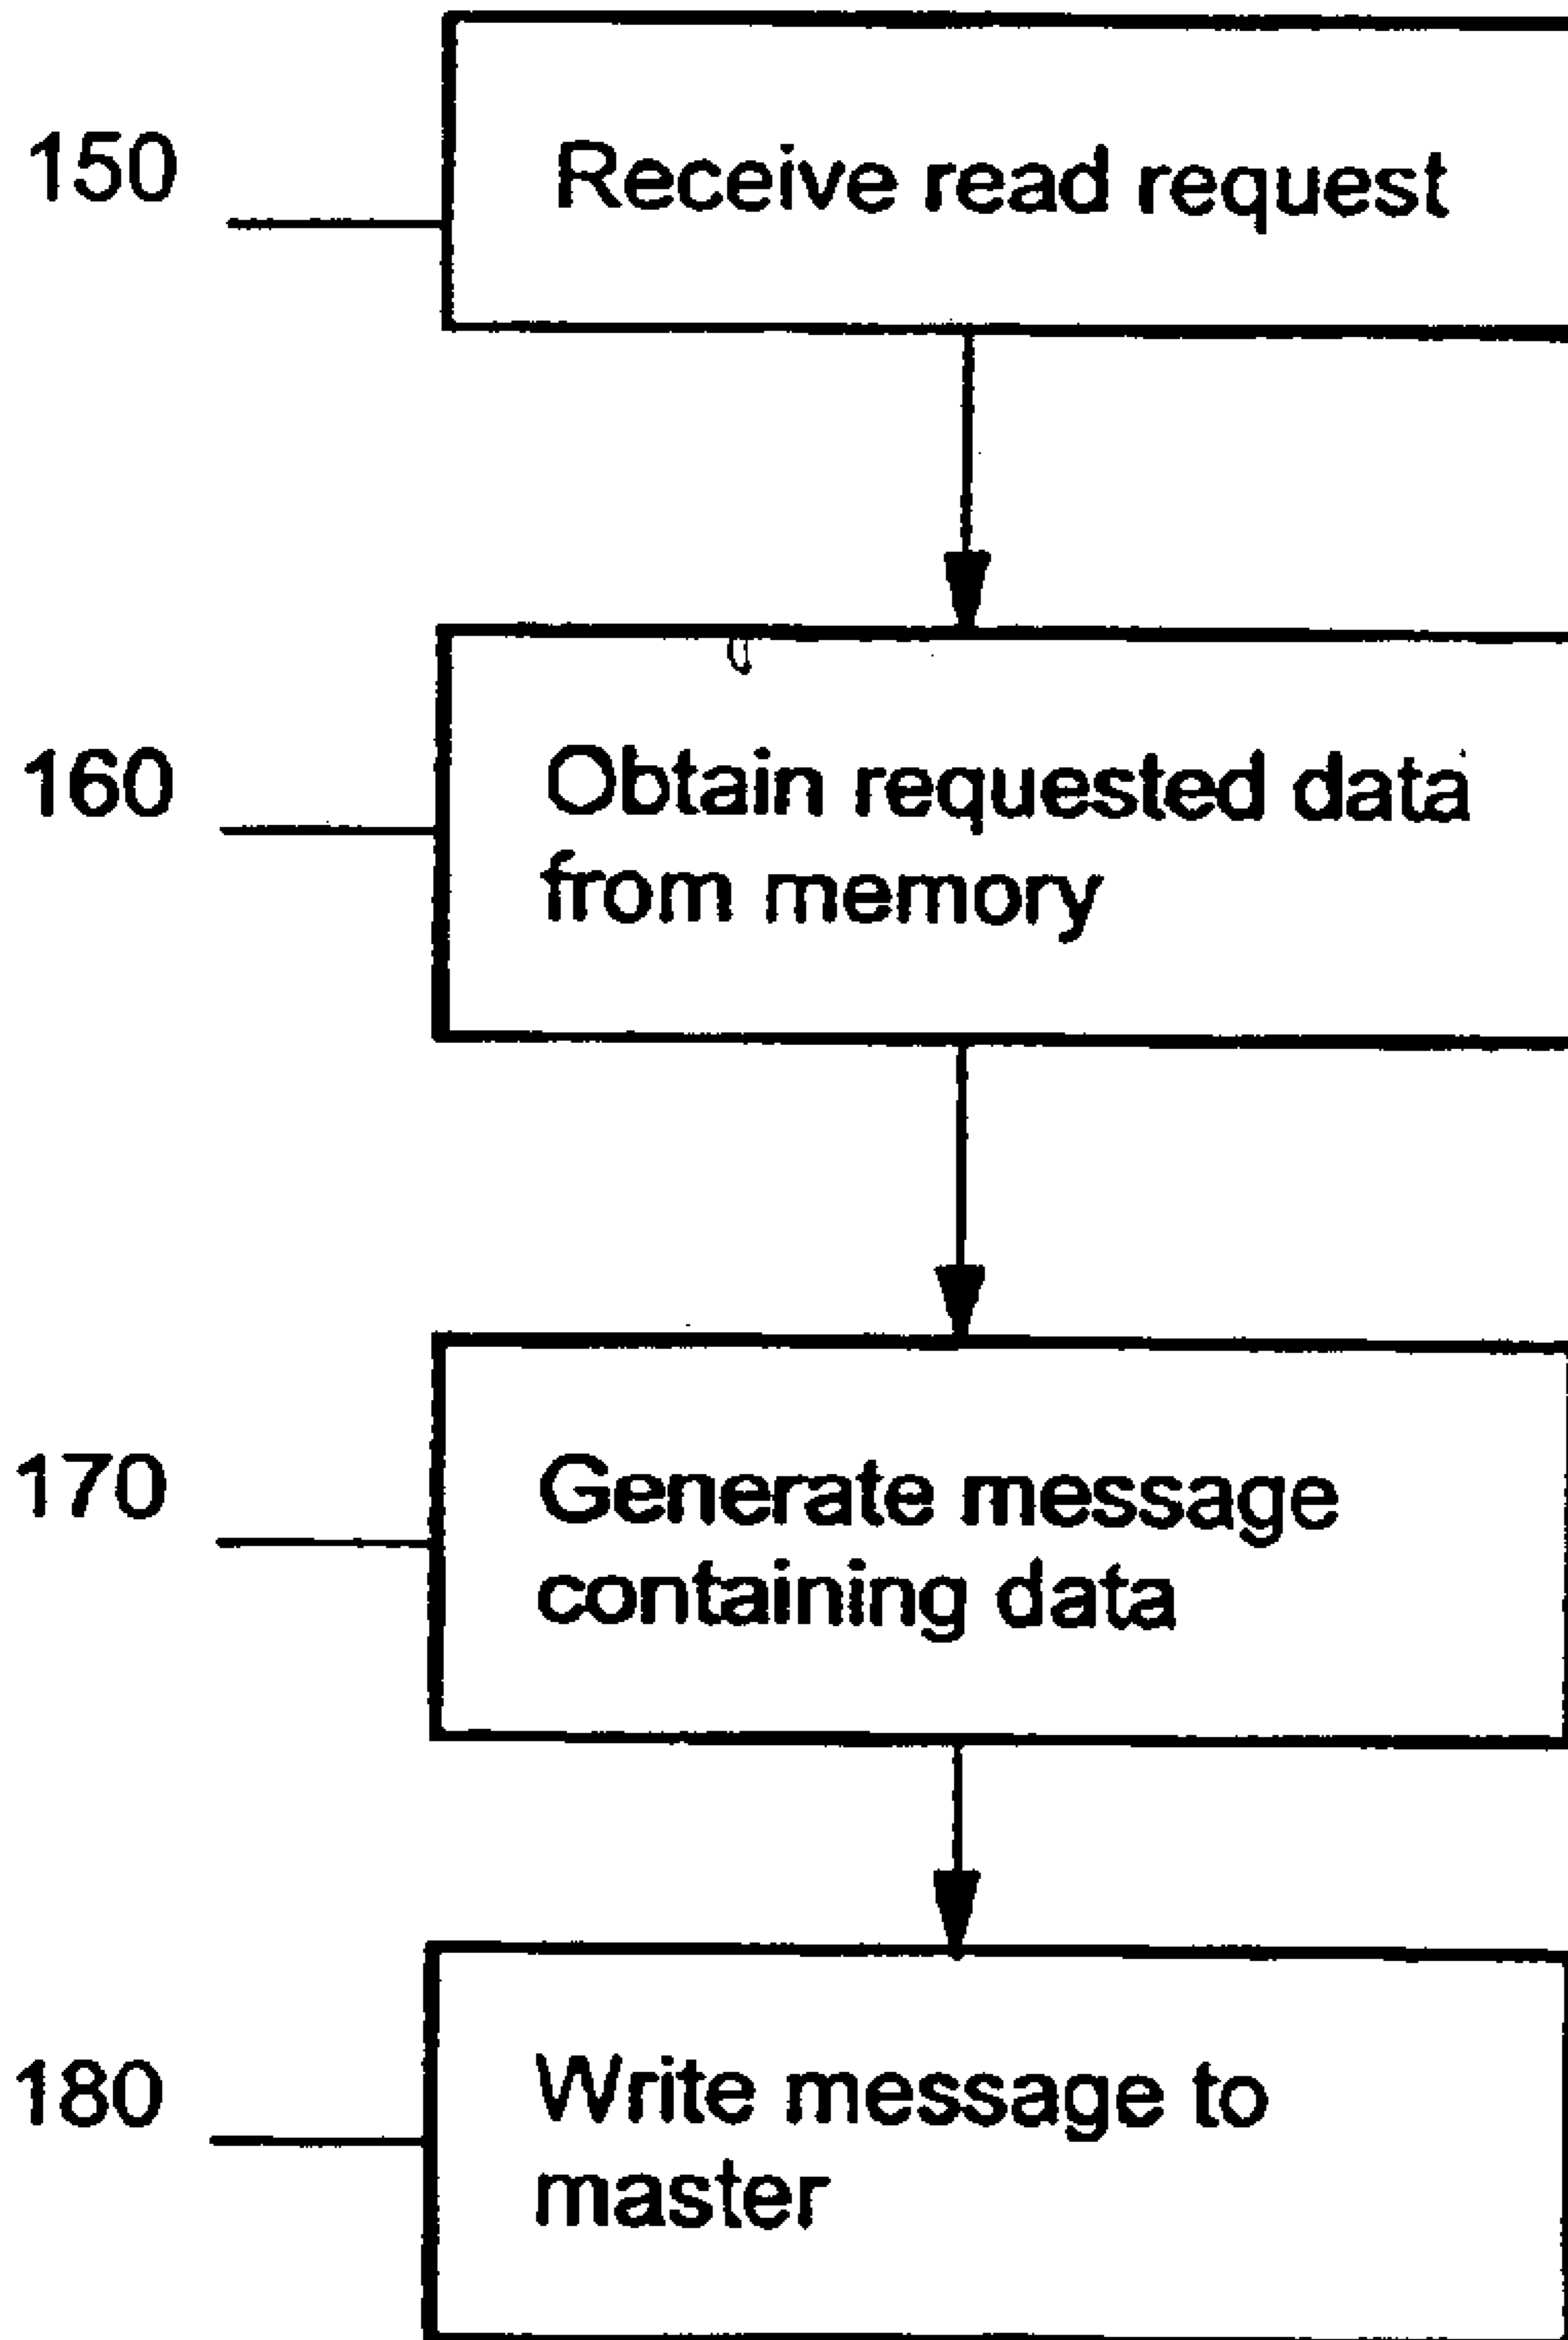 150
Receive read request
160
Obtain requested data
from memory
170
Generate message
containing data
180
Write message to
master